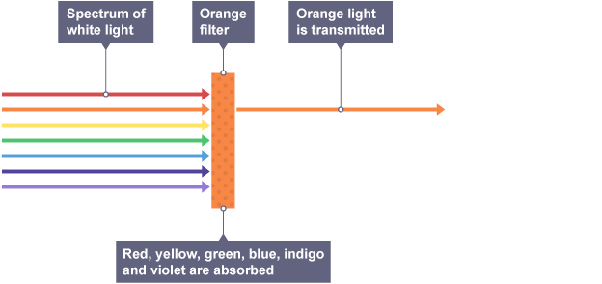 Spectrum of
white light
Orange
filter
Orange light
is transmitted
Red, yellow, green, blue, indigo
and violet are absorbed